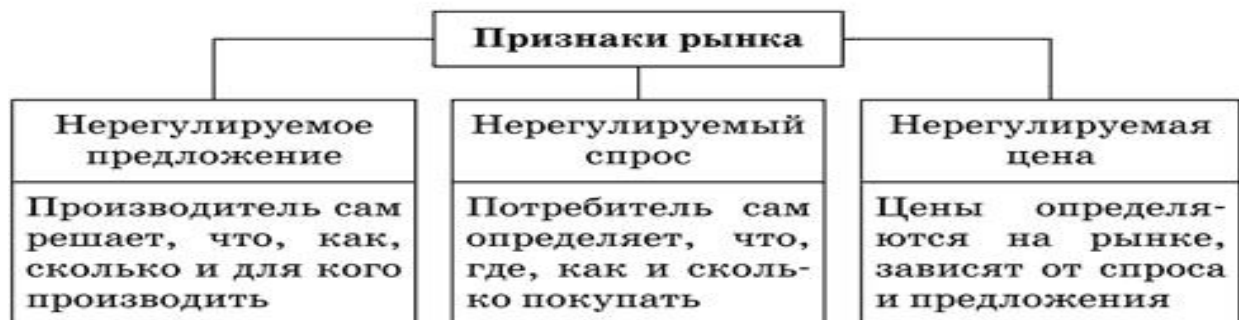 Признаки рынка
Нерегулируемое
предложение
Производитель сам
решает, что, как,
сколько и для кого
производить
Нерегулируемый
спрос
Потребитель сам
определяет, что,
где, как и сколь-
ко покупать
Нерегулируемая
цена
Цены определя-
ются на рынке,
зависят от спроса
и предложения